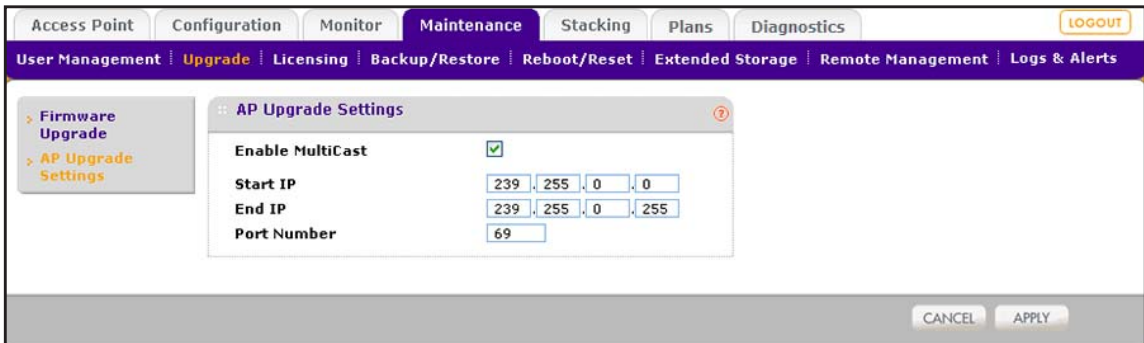 Access Point Configuration Monitor Maintenance Stacking Plans Diagnostics LOGOUT
User Management Upgrade Licensing Backup/Restore Reboot/Reset Extended Storage Remote Management Logs & Alerts
Firmware
Upgrade
AP Upgrade
Settings
AP Upgrade Settings ?
Enable MultiCast
Start IP 239 . 255 . 0 . 0
End IP 239 . 255 . 0 . 255
Port Number 69
CANCEL APPLY